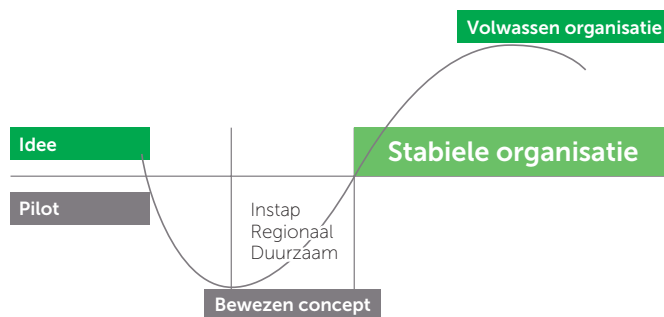 Volwassen organisatie
Idee
Stabiele organisatie
Pilot
Instap
Regionaal
Duurzaam
Bewezen concept